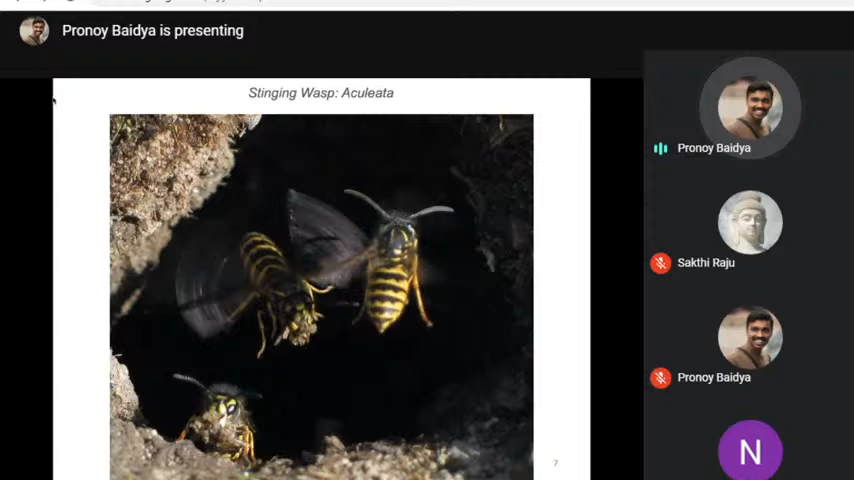 Pronoy Baidya is presenting
Stinging Wasp: Aculeata
Pronoy Baidya
Sakthi Raju
Pronoy Baidya
N
7